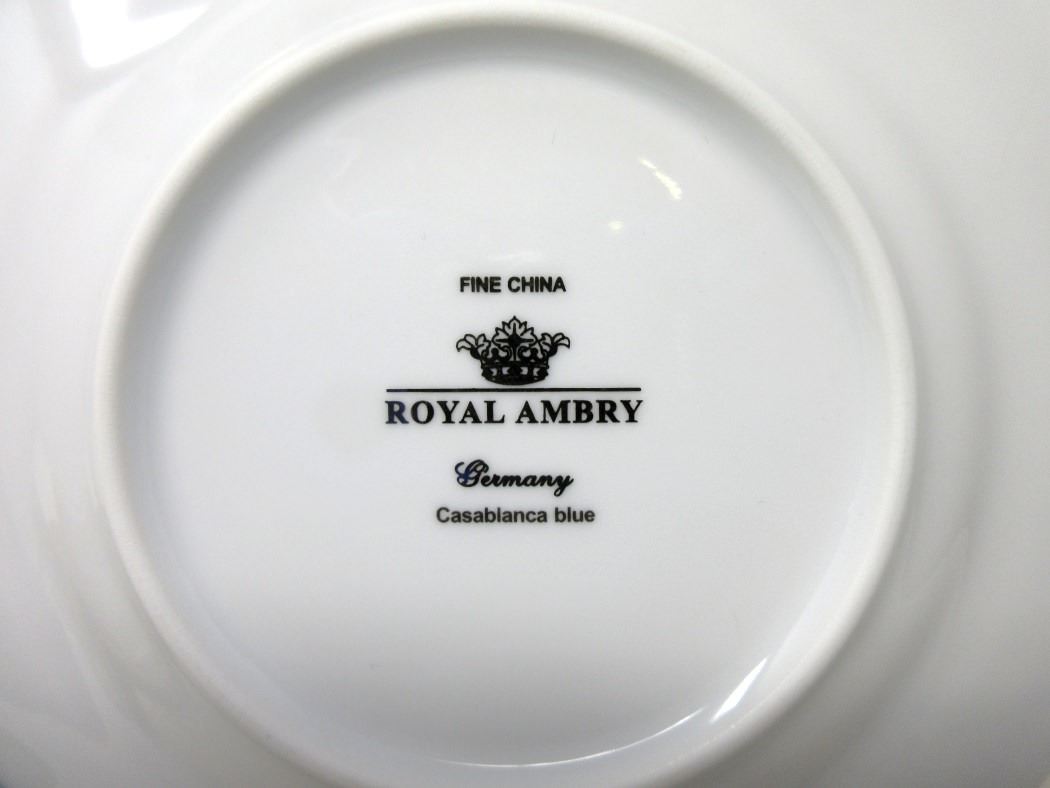 FINE CHINA
ROYAL AMBRY
Germany
Casablanca blue